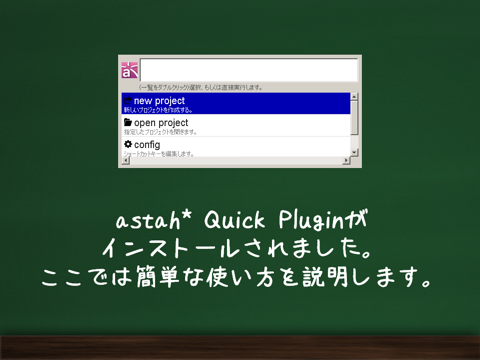 a
(一覧をダブルクリック)選択、もしくは直接実行します。
new project
新しいプロジェクトを作成する。
open project
指定したプロジェクトを開きます。
config
ショートカットキーを編集します。
astah* Quick Pluginが
インストールされました。
ここでは簡単な使い方を説明します。